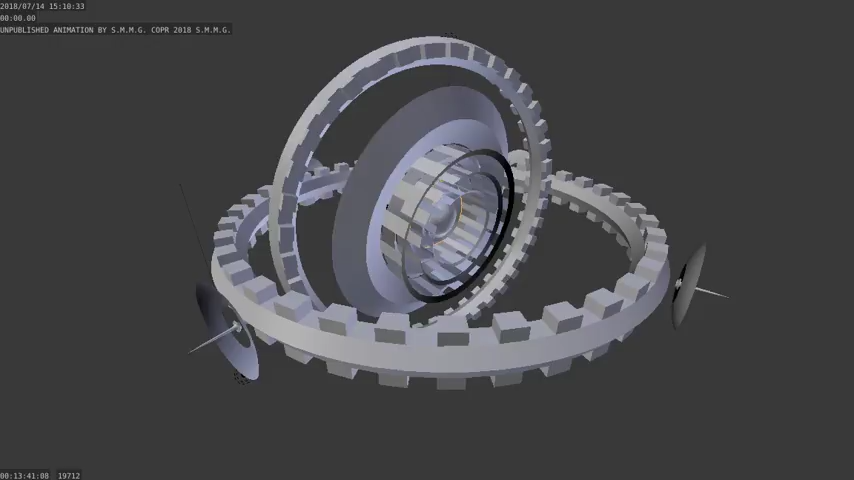 2018/07/14 15:10:33
00:00.00
UNPUBLISHED ANIMATION BY S.M.M.G. COPR 2018 S.M.M.G.
00:13:41:08 19712